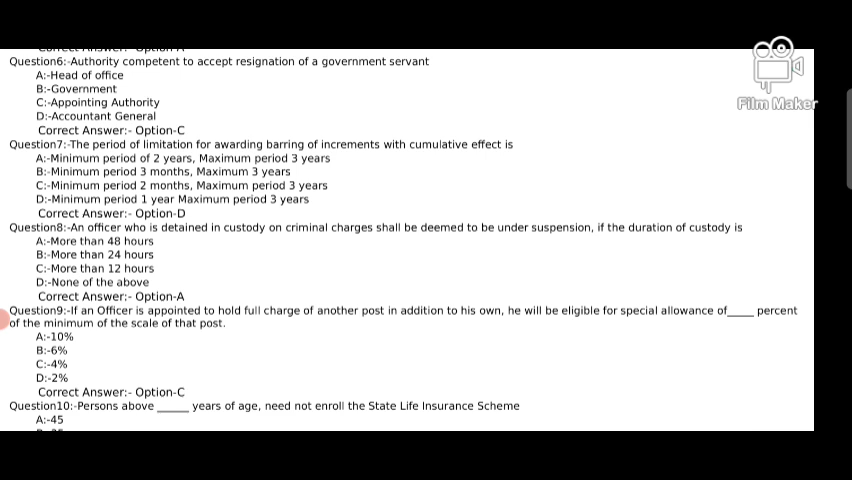 Correct Answer:- Option-A
Question6:-Authority competent to accept resignation of a government servant
A:-Head of office
B:-Government
C:-Appointing Authority
D:-Accountant General
Correct Answer:- Option-C
Question7:-The period of limitation for awarding barring of increments with cumulative effect is
A:-Minimum period of 2 years, Maximum period 3 years
B:-Minimum period 3 months, Maximum 3 years
C:-Minimum period 2 months, Maximum period 3 years
D:-Minimum period 1 year Maximum period 3 years
Correct Answer:- Option-D
Question8:-An officer who is detained in custody on criminal charges shall be deemed to be under suspension, if the duration of custody is
A:-More than 48 hours
B:-More than 24 hours
C:-More than 12 hours
D:-None of the above
Correct Answer:- Option-A
Question9:-If an Officer is appointed to hold full charge of another post in addition to his own, he will be eligible for special allowance of_____ percent
of the minimum of the scale of that post.
A:-10%
B:-6%
C:-4%
D:-2%
Correct Answer:- Option-C
Question10:-Persons above ______ years of age, need not enroll the State Life Insurance Scheme
A:-45
Film Maker